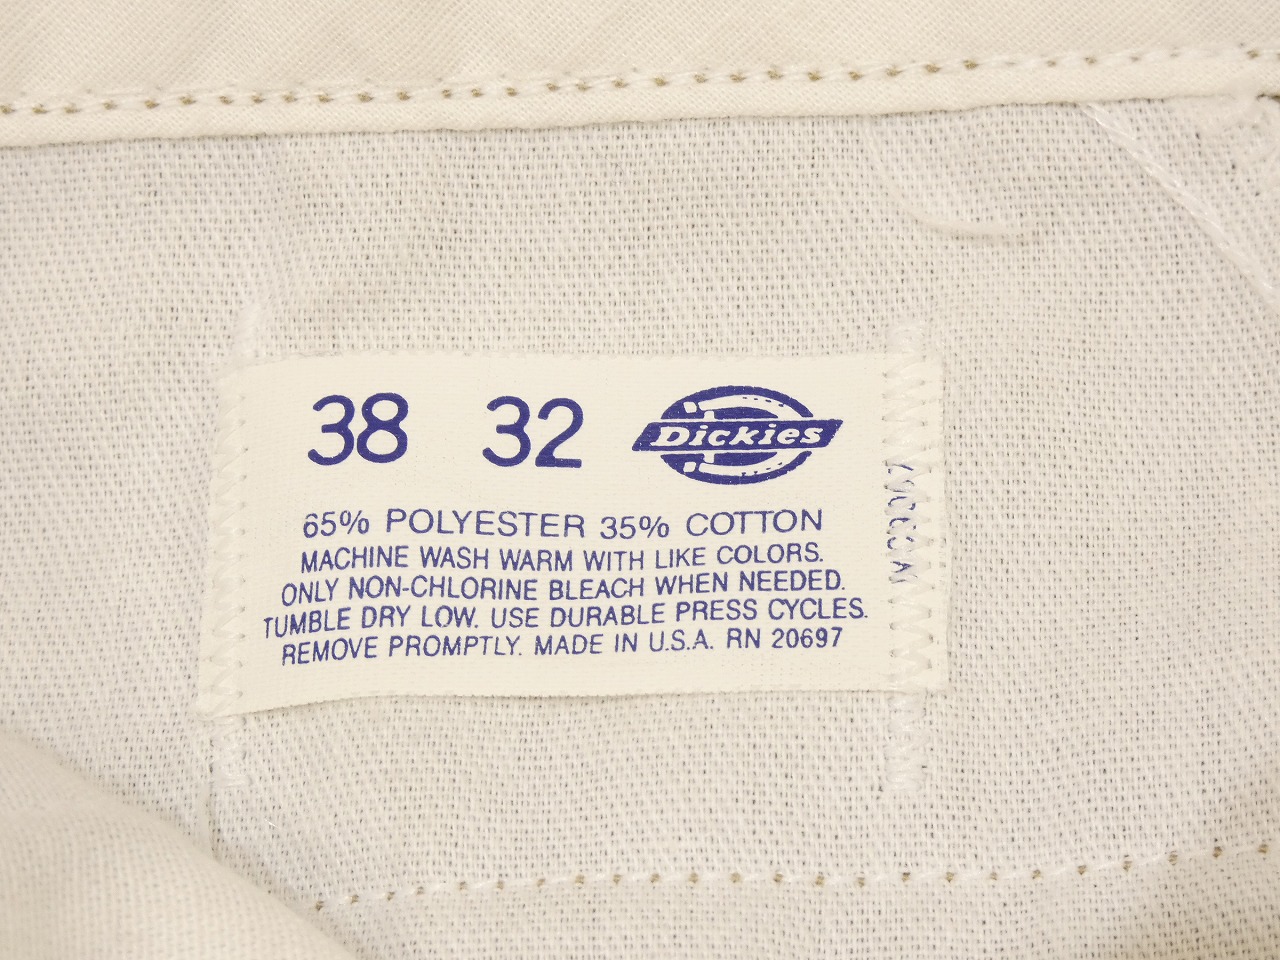 38 32 Dickies
65% POLYESTER 35% COTTON
MACHINE WASH WARM WITH LIKE COLORS.
ONLY NON-CHLORINE BLEACH WHEN NEEDED.
TUMBLE DRY LOW. USE DURABLE PRESS CYCLES.
REMOVE PROMPTLY. MADE IN U.S.A. RN 20697